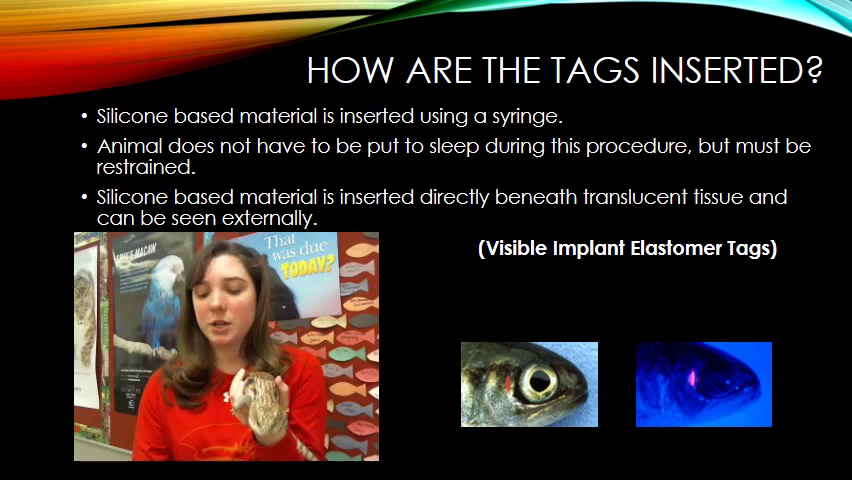 HOW ARE THE TAGS INSERTED?
• Silicone based material is inserted using a syringe.
• Animal does not have to be put to sleep during this procedure, but must be
restrained.
• Silicone based material is inserted directly beneath translucent tissue and
can be seen externally.
(Visible Implant Elastomer Tags)
SPIX'S MACAW
That
was due
TODAY?